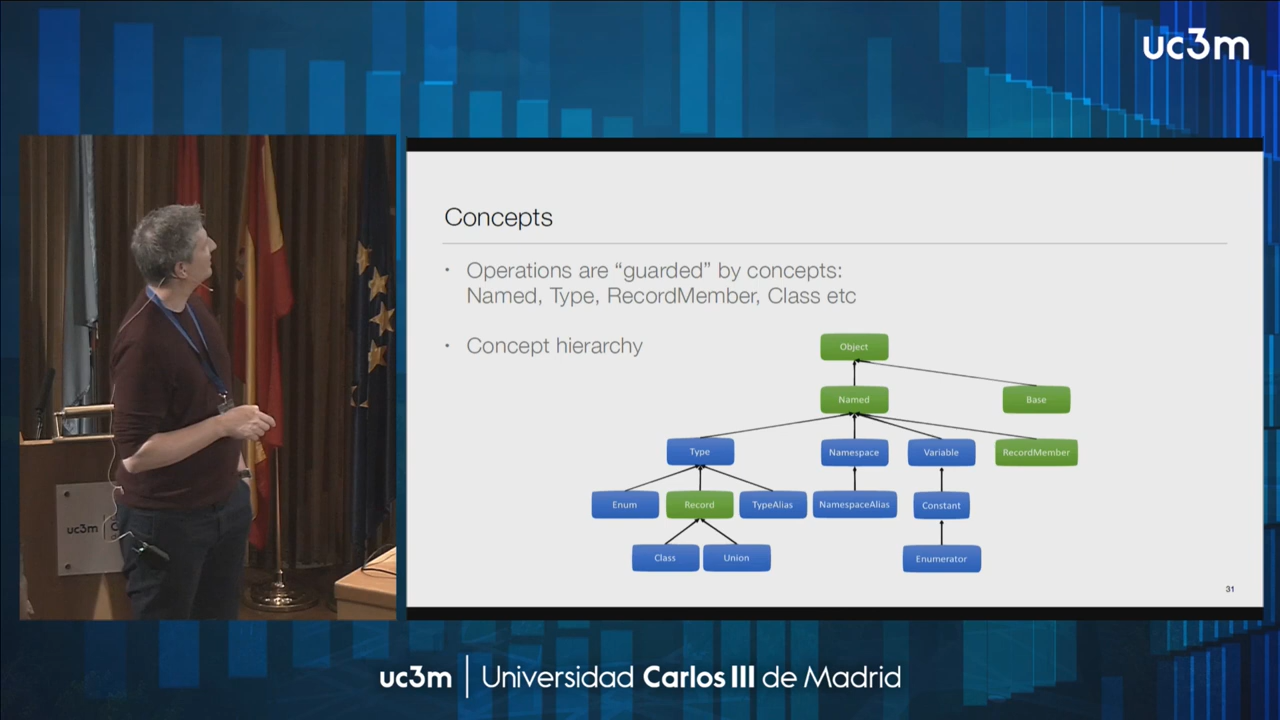 uc3m
Concepts
• Operations are “guarded” by concepts:
Named, Type, RecordMember, Class etc
• Concept hierarchy
Object
Named
Base
Type
Namespace
Variable
RecordMember
Enum
Record
TypeAlias
NamespaceAlias
Constant
Class
Union
Enumerator
31
uc3m
uc3m | Universidad Carlos III de Madrid